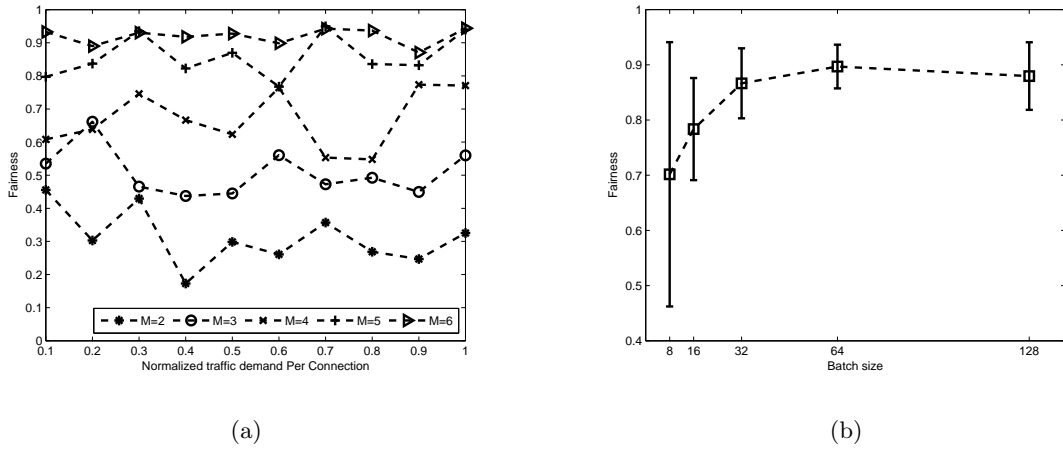 1
0.9
0.8
0.7
0.6
0.5
0.4
0.3
0.2
0.1
0
Fairness
M=2 M=3 M=4 M=5 M=6
0.1 0.2 0.3 0.4 0.5 0.6 0.7 0.8 0.9 1
Normalized traffic demand Per Connection
(a)
1
0.9
0.8
0.7
0.6
0.5
0.4
Fairness
8 16 32 64 128
Batch size
(b)